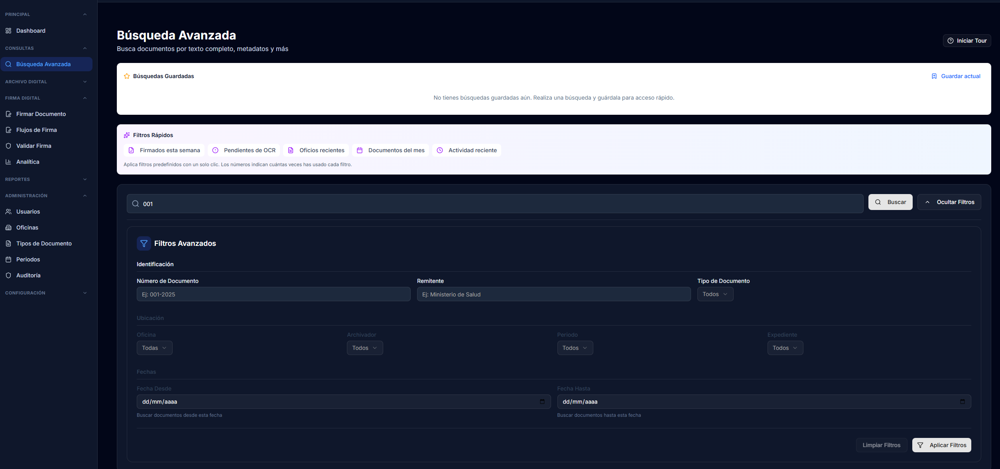 PRINCIPAL
Dashboard
CONSULTAS
Búsqueda Avanzada
ARCHIVO DIGITAL
FIRMA DIGITAL
Firmar Documento
Flujos de Firma
Validar Firma
Analítica
REPORTES
ADMINISTRACIÓN
Usuarios
Oficinas
Tipos de Documento
Periodos
Auditoría
CONFIGURACIÓN
Búsqueda Avanzada
Busca documentos por texto completo, metadatos y más
Iniciar Tour
Búsquedas Guardadas
Guardar actual
No tienes búsquedas guardadas aún. Realiza una búsqueda y guárdala para acceso rápido.
Filtros Rápidos
Firmados esta semana Pendientes de OCR Oficios recientes Documentos del mes Actividad reciente
Aplica filtros predefinidos con un solo clic. Los números indican cuántas veces has usado cada filtro.
001
Buscar
Ocultar Filtros
Filtros Avanzados
Identificación
Número de Documento Remitente Tipo de Documento
Ej: 001-2025 Ej: Ministerio de Salud Todos
Ubicación
Oficina Archivador Periodo Expediente
Todas Todos Todos Todos
Fechas
Fecha Desde Fecha Hasta
dd/mm/aaaa dd/mm/aaaa
Buscar documentos desde esta fecha Buscar documentos hasta esta fecha
Limpiar Filtros Aplicar Filtros